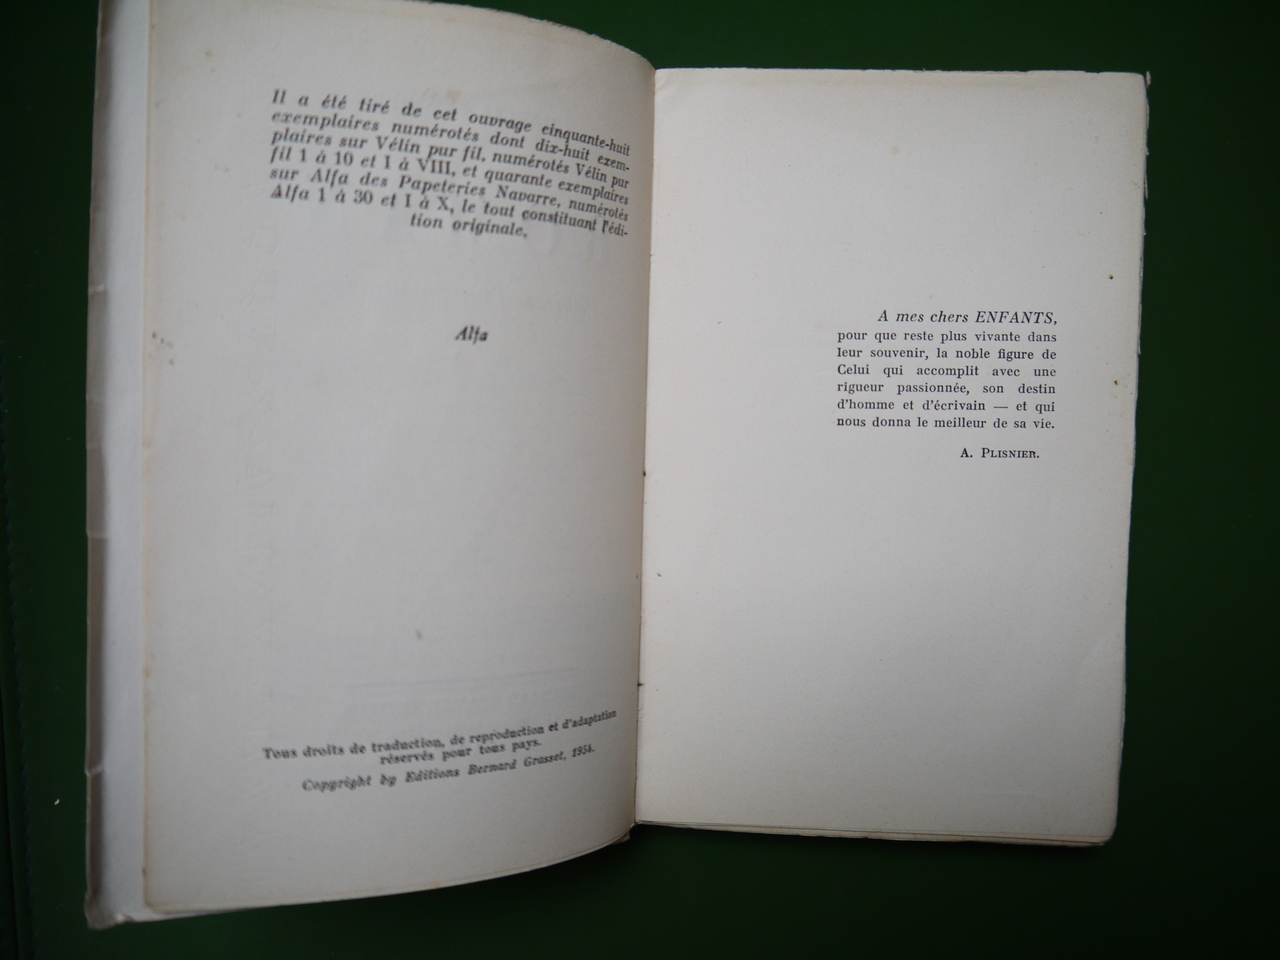 Il a été tiré de cet ouvrage cinquante-huit
exemplaires numérotés dont dix-huit exem-
plaires sur Vélin pur fil, numérotés Vélin pur
fil 1 à 10 et I à VIII, et quarante exemplaires
sur Alfa des Papeteries Navarre, numérotés
Alfa 1 à 30 et I à X, le tout constituant l'édi-
tion originale.
Alfa
Tous droits de traduction, de reproduction et d'adaptation
réservés pour tous pays.
Copyright by Editions Bernard Grasset, 1954.
A mes chers ENFANTS,
pour que reste plus vivante dans
leur souvenir, la noble figure de
Celui qui accomplit avec une
rigueur passionnée, son destin
d'homme et d'écrivain — et qui
nous donna le meilleur de sa vie.
A. PLISNIER.